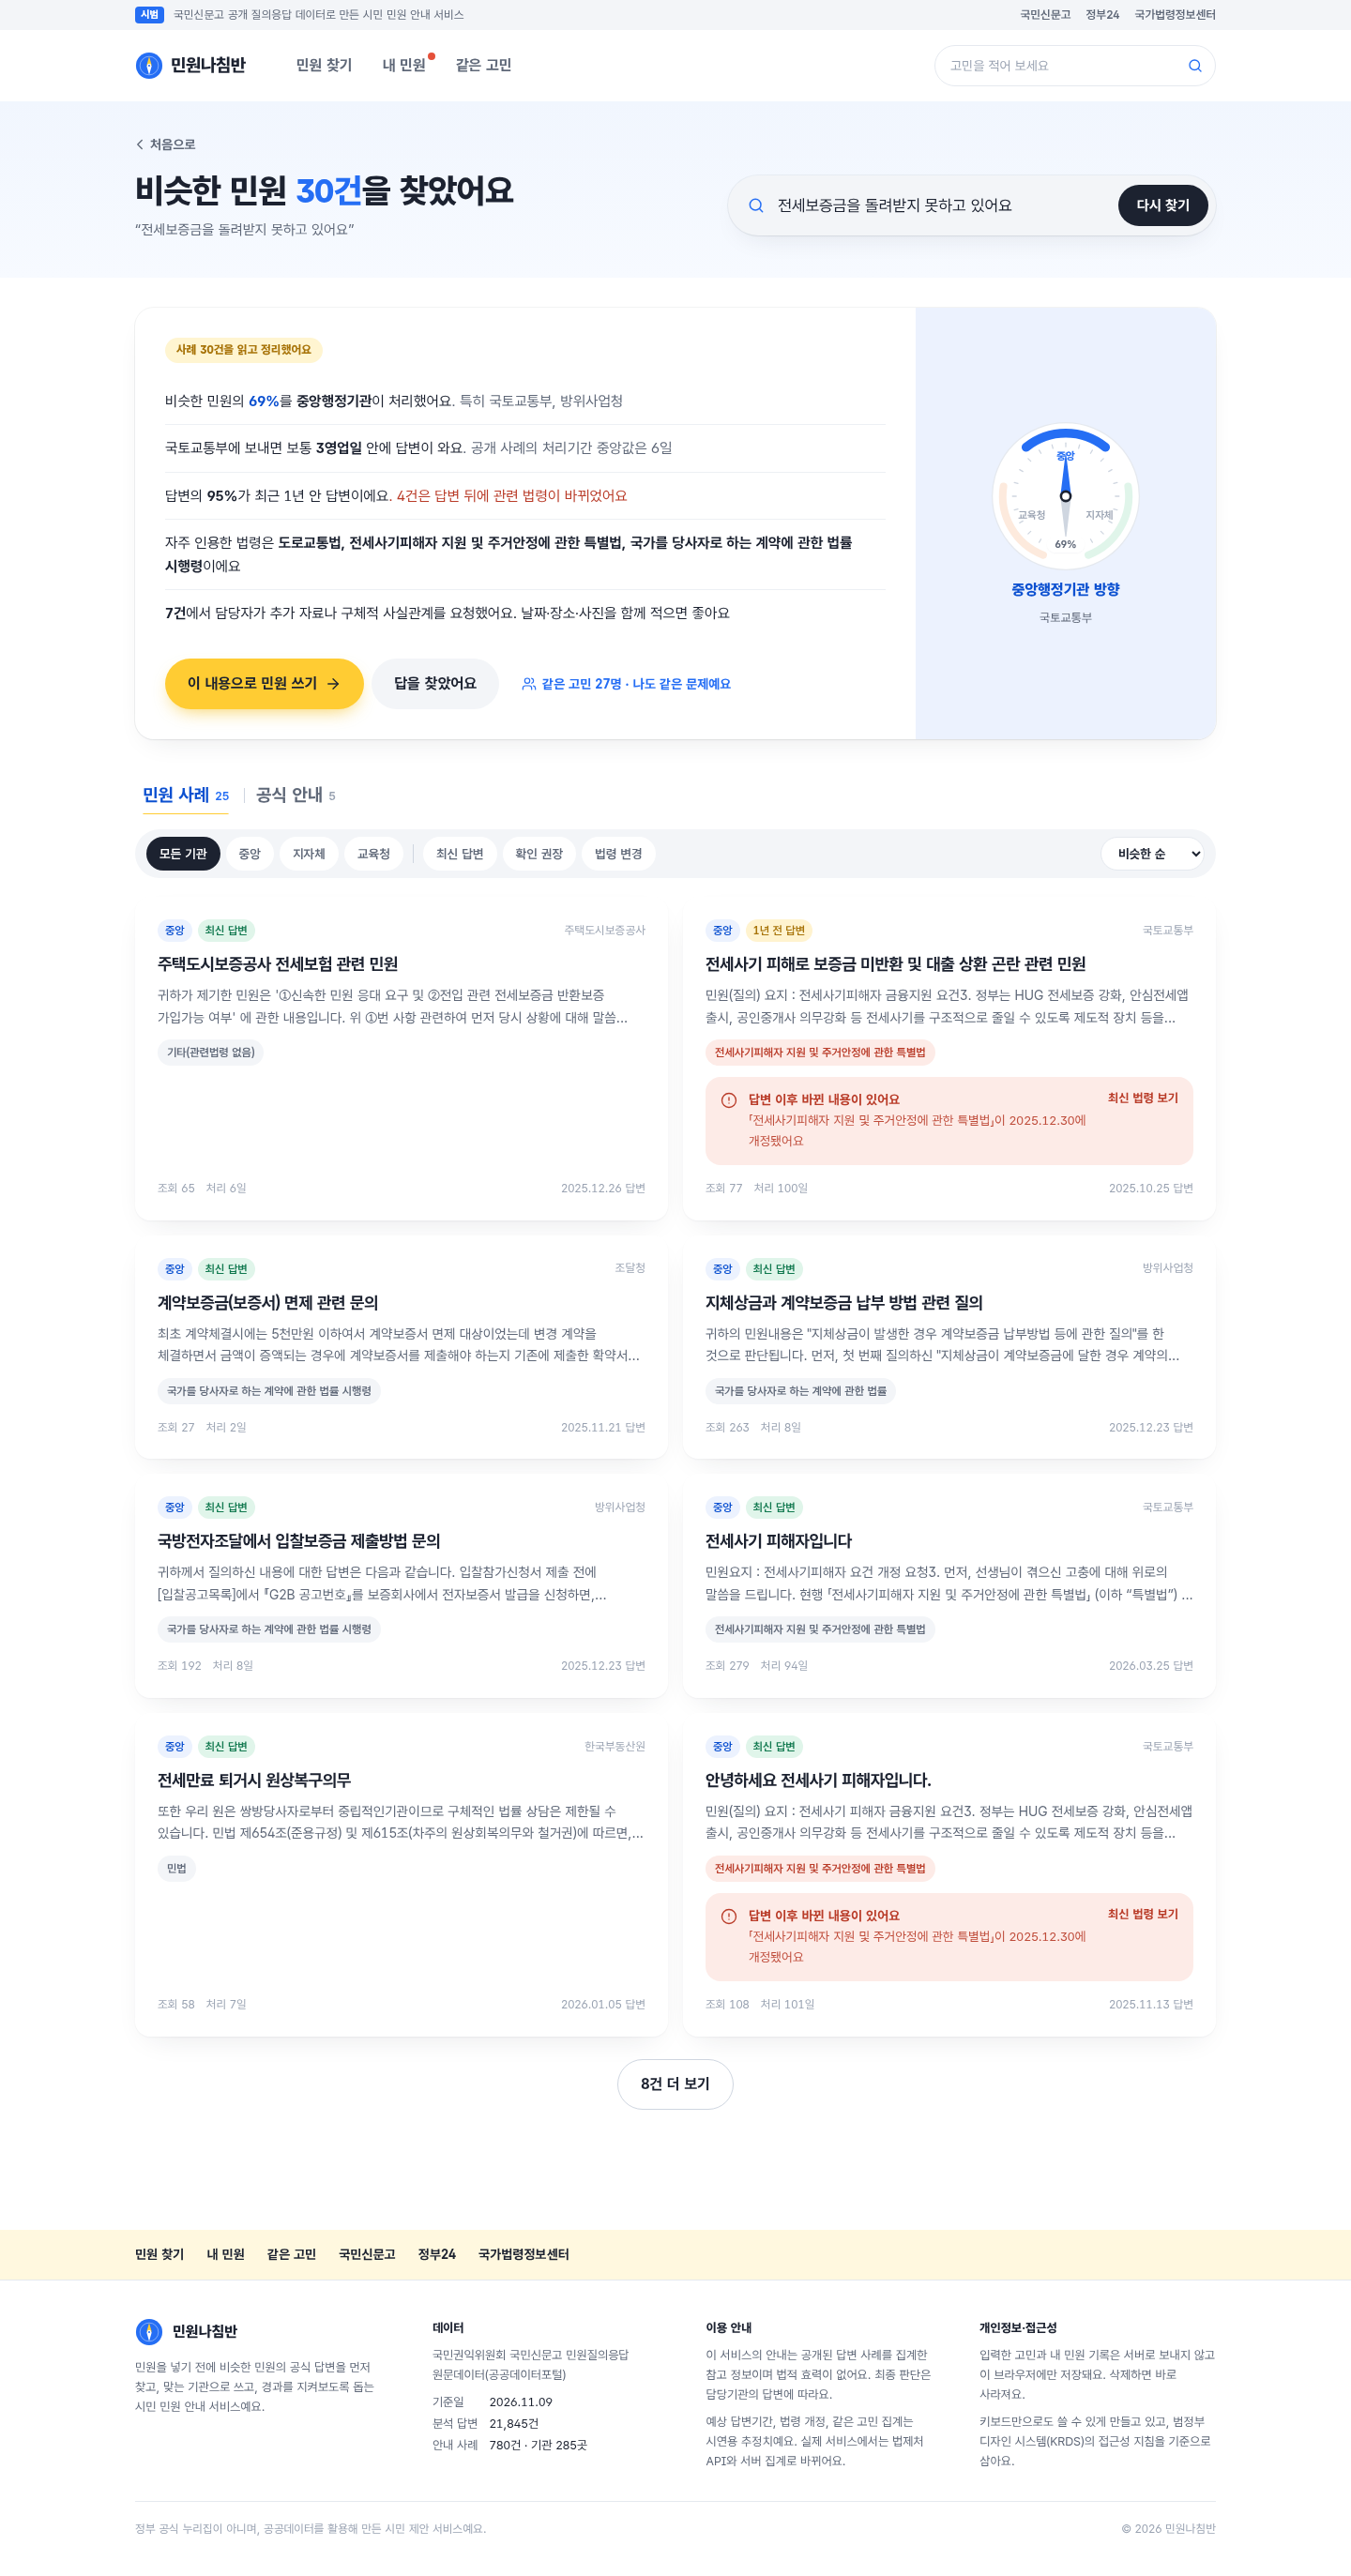 시범 국민신문고 공개 질의응답 데이터로 만든 시민 민원 안내 서비스
국민신문고 정부24 국가법령정보센터
민원나침반 민원 찾기 내 민원 같은 고민 고민을 적어 보세요
처음으로
비슷한 민원 30건을 찾았어요
“전세보증금을 돌려받지 못하고 있어요”
전세보증금을 돌려받지 못하고 있어요 다시 찾기
사례 30건을 읽고 정리했어요
비슷한 민원의 69%를 중앙행정기관이 처리했어요. 특히 국토교통부, 방위사업청
국토교통부에 보내면 보통 3영업일 안에 답변이 와요. 공개 사례의 처리기간 중앙값은 6일
답변의 95%가 최근 1년 안 답변이에요. 4건은 답변 뒤에 관련 법령이 바뀌었어요
자주 인용한 법령은 도로교통법, 전세사기피해자 지원 및 주거안정에 관한 특별법, 국가를 당사자로 하는 계약에 관한 법률
시행령이에요
7건에서 담당자가 추가 자료나 구체적 사실관계를 요청했어요. 날짜·장소·사진을 함께 적으면 좋아요
이 내용으로 민원 쓰기 답을 찾았어요 같은 고민 27명 · 나도 같은 문제예요
중앙
교육청 지자체
69%
중앙행정기관 방향
국토교통부
민원 사례 25 공식 안내 5
모든 기관 중앙 지자체 교육청 최신 답변 확인 권장 법령 변경 비슷한 순
중앙 최신 답변 주택도시보증공사
주택도시보증공사 전세보험 관련 민원
귀하가 제기한 민원은 '①신속한 민원 응대 요구 및 ②전입 관련 전세보증금 반환보증
가입가능 여부' 에 관한 내용입니다. 위 ①번 사항 관련하여 먼저 당시 상황에 대해 말씀...
기타(관련법령 없음)
조회 65 처리 6일 2025.12.26 답변
중앙 1년 전 답변 국토교통부
전세사기 피해로 보증금 미반환 및 대출 상환 곤란 관련 민원
민원(질의) 요지 : 전세사기피해자 금융지원 요건3. 정부는 HUG 전세보증 강화, 안심전세앱
출시, 공인중개사 의무강화 등 전세사기를 구조적으로 줄일 수 있도록 제도적 장치 등을...
전세사기피해자 지원 및 주거안정에 관한 특별법
답변 이후 바뀐 내용이 있어요 최신 법령 보기
「전세사기피해자 지원 및 주거안정에 관한 특별법」이 2025.12.30에
개정됐어요
조회 77 처리 100일 2025.10.25 답변
중앙 최신 답변 조달청
계약보증금(보증서) 면제 관련 문의
최초 계약체결시에는 5천만원 이하여서 계약보증서 면제 대상이었는데 변경 계약을
체결하면서 금액이 증액되는 경우에 계약보증서를 제출해야 하는지 기존에 제출한 확약서...
국가를 당사자로 하는 계약에 관한 법률 시행령
조회 27 처리 2일 2025.11.21 답변
중앙 최신 답변 방위사업청
지체상금과 계약보증금 납부 방법 관련 질의
귀하의 민원내용은 "지체상금이 발생한 경우 계약보증금 납부방법 등에 관한 질의"를 한
것으로 판단됩니다. 먼저, 첫 번째 질의하신 "지체상금이 계약보증금에 달한 경우 계약의...
국가를 당사자로 하는 계약에 관한 법률
조회 263 처리 8일 2025.12.23 답변
중앙 최신 답변 방위사업청
국방전자조달에서 입찰보증금 제출방법 문의
귀하께서 질의하신 내용에 대한 답변은 다음과 같습니다. 입찰참가신청서 제출 전에
[입찰공고목록]에서 『G2B 공고번호』를 보증회사에서 전자보증서 발급을 신청하면,...
국가를 당사자로 하는 계약에 관한 법률 시행령
조회 192 처리 8일 2025.12.23 답변
중앙 최신 답변 국토교통부
전세사기 피해자입니다
민원요지 : 전세사기피해자 요건 개정 요청3. 먼저, 선생님이 겪으신 고충에 대해 위로의
말씀을 드립니다. 현행 「전세사기피해자 지원 및 주거안정에 관한 특별법」 (이하 “특별법”) ...
전세사기피해자 지원 및 주거안정에 관한 특별법
조회 279 처리 94일 2026.03.25 답변
중앙 최신 답변 한국부동산원
전세만료 퇴거시 원상복구의무
또한 우리 원은 쌍방당사자로부터 중립적인기관이므로 구체적인 법률 상담은 제한될 수
있습니다. 민법 제654조(준용규정) 및 제615조(차주의 원상회복의무와 철거권)에 따르면,...
민법
조회 58 처리 7일 2026.01.05 답변
중앙 최신 답변 국토교통부
안녕하세요 전세사기 피해자입니다.
민원(질의) 요지 : 전세사기 피해자 금융지원 요건3. 정부는 HUG 전세보증 강화, 안심전세앱
출시, 공인중개사 의무강화 등 전세사기를 구조적으로 줄일 수 있도록 제도적 장치 등을...
전세사기피해자 지원 및 주거안정에 관한 특별법
답변 이후 바뀐 내용이 있어요 최신 법령 보기
「전세사기피해자 지원 및 주거안정에 관한 특별법」이 2025.12.30에
개정됐어요
조회 108 처리 101일 2025.11.13 답변
8건 더 보기
민원 찾기 내 민원 같은 고민 국민신문고 정부24 국가법령정보센터
민원나침반
민원을 넣기 전에 비슷한 민원의 공식 답변을 먼저
찾고, 맞는 기관으로 쓰고, 경과를 지켜보도록 돕는
시민 민원 안내 서비스예요.
데이터
국민권익위원회 국민신문고 민원질의응답
원문데이터(공공데이터포털)
기준일 2026.11.09
분석 답변 21,845건
안내 사례 780건 · 기관 285곳
이용 안내
이 서비스의 안내는 공개된 답변 사례를 집계한
참고 정보이며 법적 효력이 없어요. 최종 판단은
담당기관의 답변에 따라요.
예상 답변기간, 법령 개정, 같은 고민 집계는
시연용 추정치예요. 실제 서비스에서는 법제처
API와 서버 집계로 바뀌어요.
개인정보·접근성
입력한 고민과 내 민원 기록은 서버로 보내지 않고
이 브라우저에만 저장돼요. 삭제하면 바로
사라져요.
키보드만으로도 쓸 수 있게 만들고 있고, 범정부
디자인 시스템(KRDS)의 접근성 지침을 기준으로
삼아요.
정부 공식 누리집이 아니며, 공공데이터를 활용해 만든 시민 제안 서비스예요.
© 2026 민원나침반